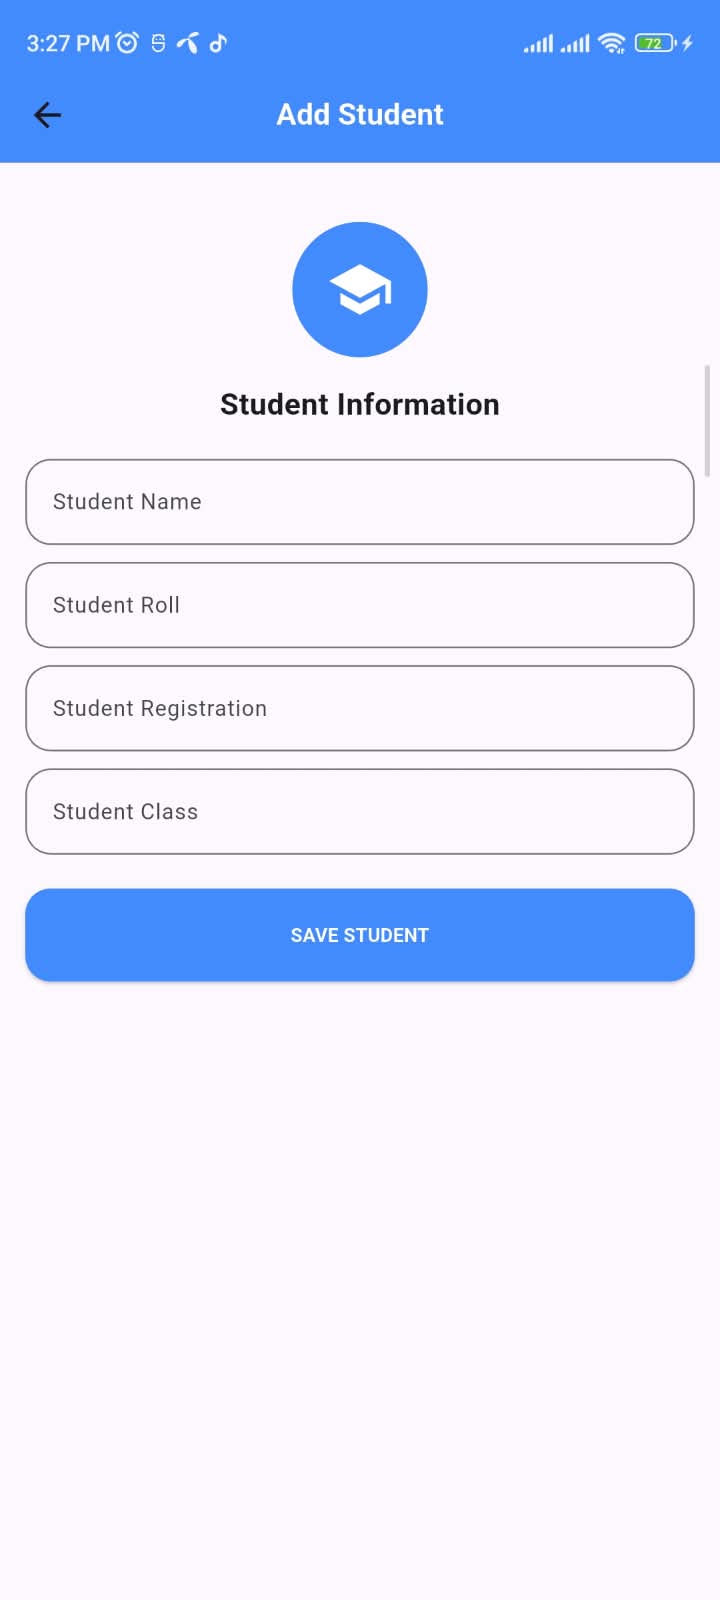 3:27 PM
72
Add Student
Student Information
Student Name
Student Roll
Student Registration
Student Class
SAVE STUDENT